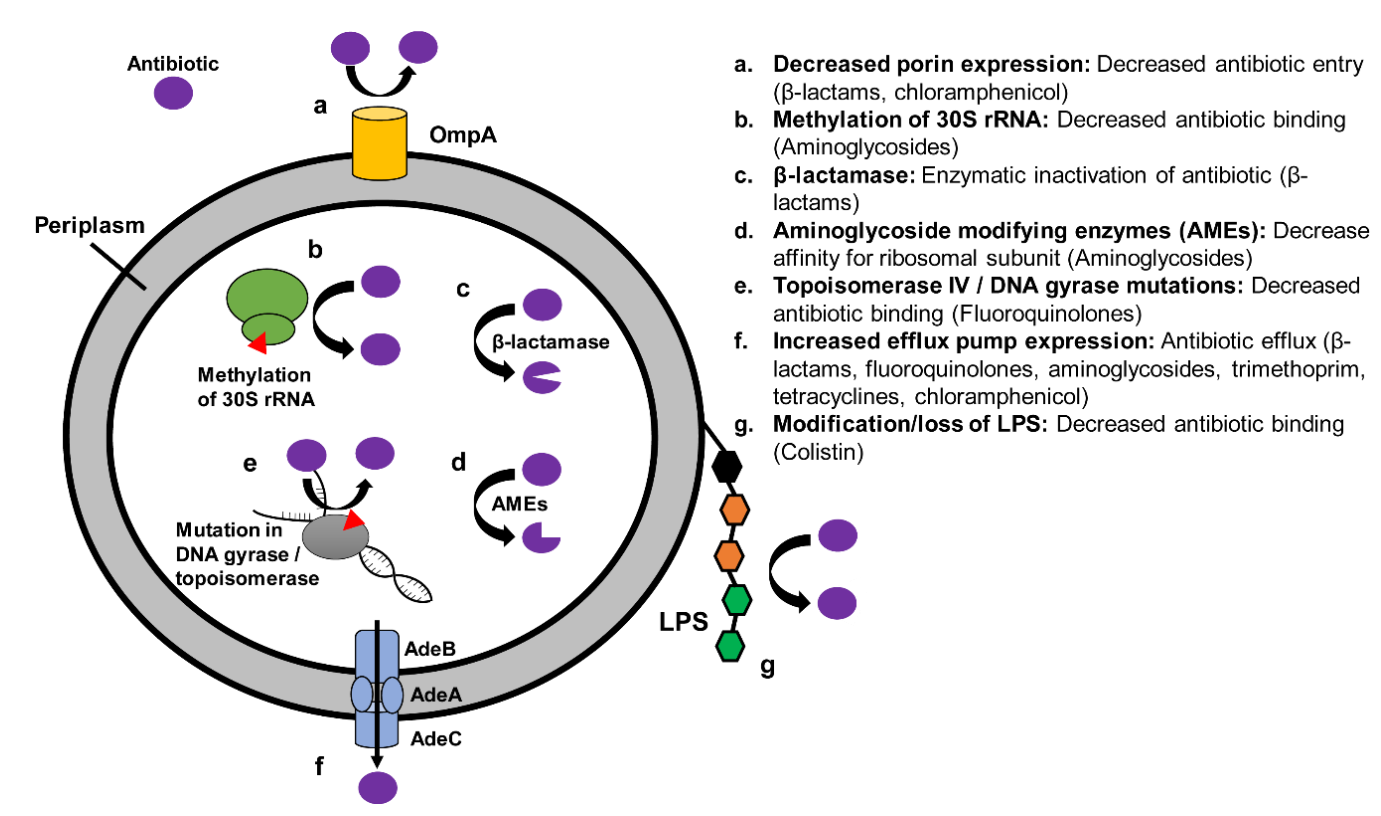 Antibiotic
a
OmpA
Periplasm
b
Methylation
of 30S rRNA
c
β-lactamase
e
Mutation in
DNA gyrase /
topoisomerase
d
AMEs
AdeB
AdeA
AdeC
f
LPS
g
a. Decreased porin expression: Decreased antibiotic entry
(β-lactams, chloramphenicol)
b. Methylation of 30S rRNA: Decreased antibiotic binding
(Aminoglycosides)
c. β-lactamase: Enzymatic inactivation of antibiotic (β-
lactams)
d. Aminoglycoside modifying enzymes (AMEs): Decrease
affinity for ribosomal subunit (Aminoglycosides)
e. Topoisomerase IV / DNA gyrase mutations: Decreased
antibiotic binding (Fluoroquinolones)
f. Increased efflux pump expression: Antibiotic efflux (β-
lactams, fluoroquinolones, aminoglycosides, trimethoprim,
tetracyclines, chloramphenicol)
g. Modification/loss of LPS: Decreased antibiotic binding
(Colistin)